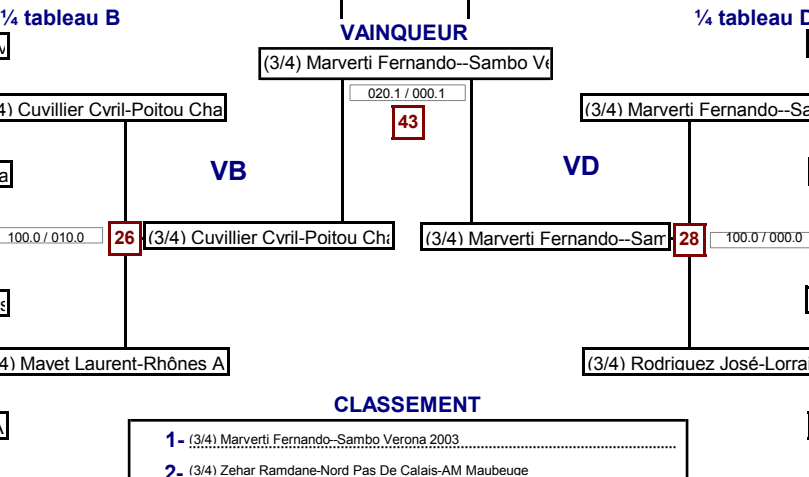 ¼ tableau B
¼ tableau D
VAINQUEUR
(3/4) Marverti Fernando--Sambo Ve
020.1 / 000.1
43
4) Cuvillier Cyril-Poitou Cha
(3/4) Marverti Fernando--Sa
VB
VD
a
100.0 / 010.0
26
(3/4) Cuvillier Cyril-Poitou Cha
(3/4) Marverti Fernando--Sam
28
100.0 / 000.0
s
4) Mayet Laurent-Rhônes A
(3/4) Rodriguez José-Lorrai
CLASSEMENT
1- (3/4) Marverti Fernando--Sambo Verona 2003
2- (3/4) Zehar Ramdane-Nord Pas De Calais-AM Maubeuge